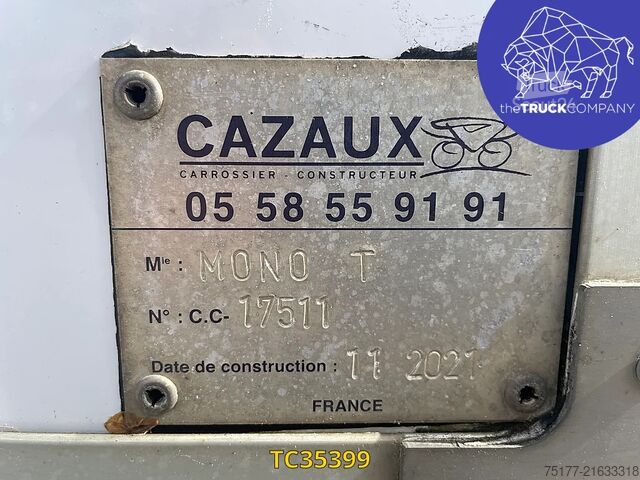 theTRUCKCOMPANY
CAZAUX
CARROSSIER - CONSTRUCTEUR
05 58 55 91 91
Mle : MONO T
N° : C.C- 17511
Date de construction : 11 2021
FRANCE
TC35399
75177-21633318